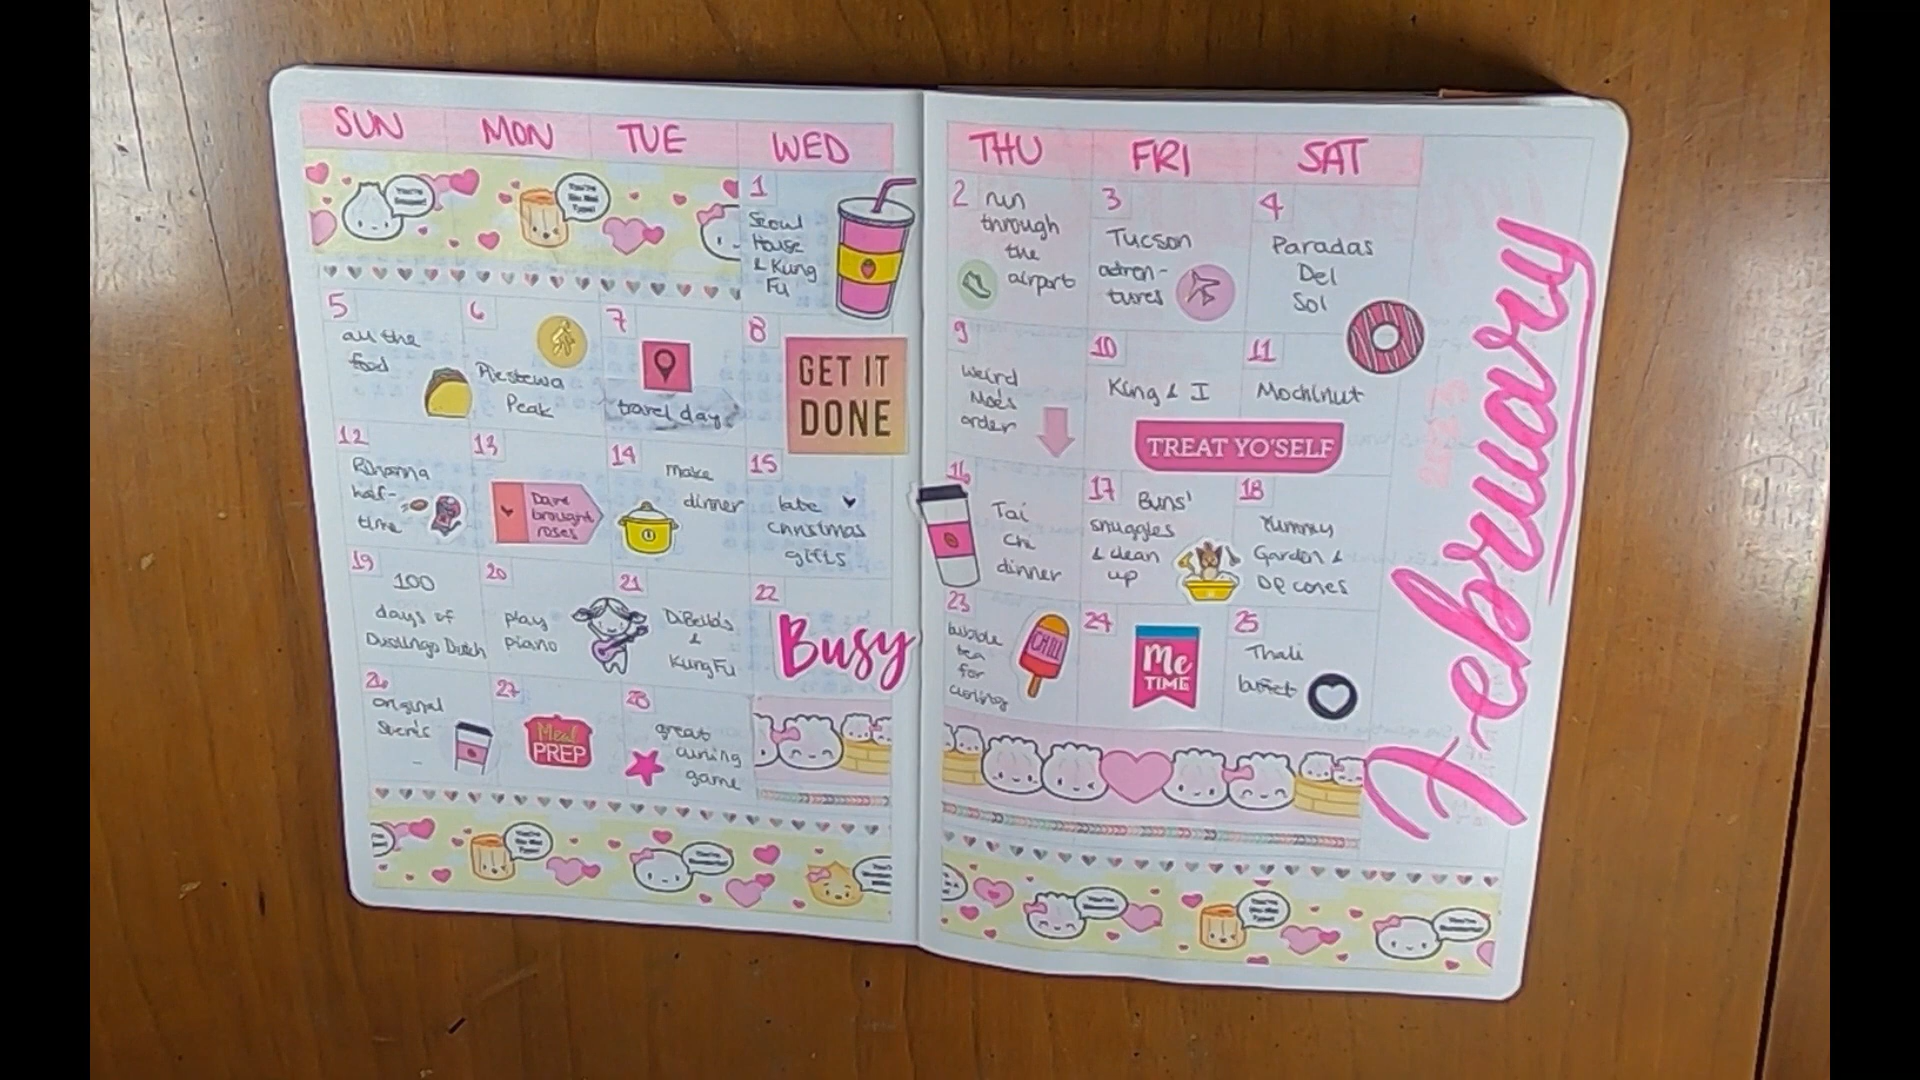 SUN MON TUE WED THU FRI SAT
February
1
Seoul
House
& Kung
Fu
2 run
through
the
airport
3
Tucson
adven-
tures
4
Paradas
Del
Sol
5
all the
food
6
Piestewa
Peak
7
travel day
8
GET IT
DONE
9
Weird
Moe's
order
10
King & I
11
Mochinut
TREAT YO'SELF
12
Rihanna
half-
time
13
Dave
brought
roses
14
make
dinner
15
late
christmas
gifts
16
Tai
Chi
dinner
17
Buns'
snuggles
& clean
up
18
Yummy
Garden &
DP cones
19
100
days of
Duolingo Dutch
20
play
piano
21
DiBella's
&
Kung Fu
22
Busy
23
bubble
tea
for
curling
CHILL
24
Me
TIME
25
Thali
buffet
26
original
Steve's
27
Meal
PREP
28
great
curling
game